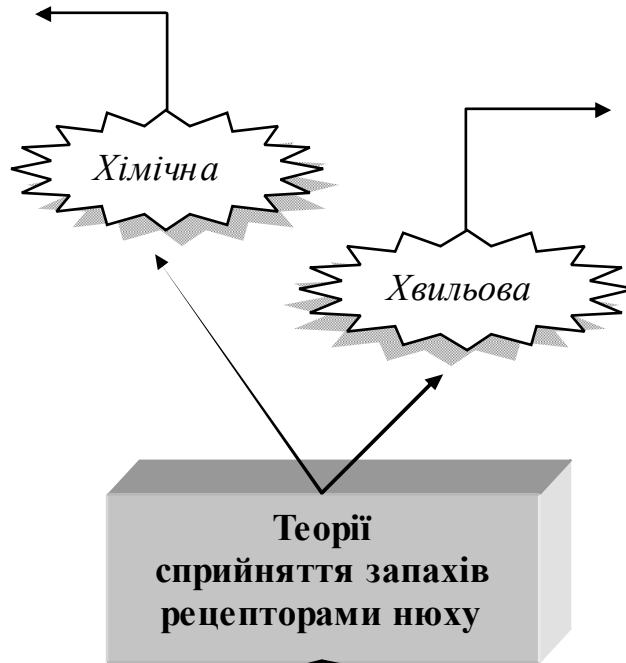 Хімічна
Хвильова
Теорії
сприйняття запахів
рецепторами нюху